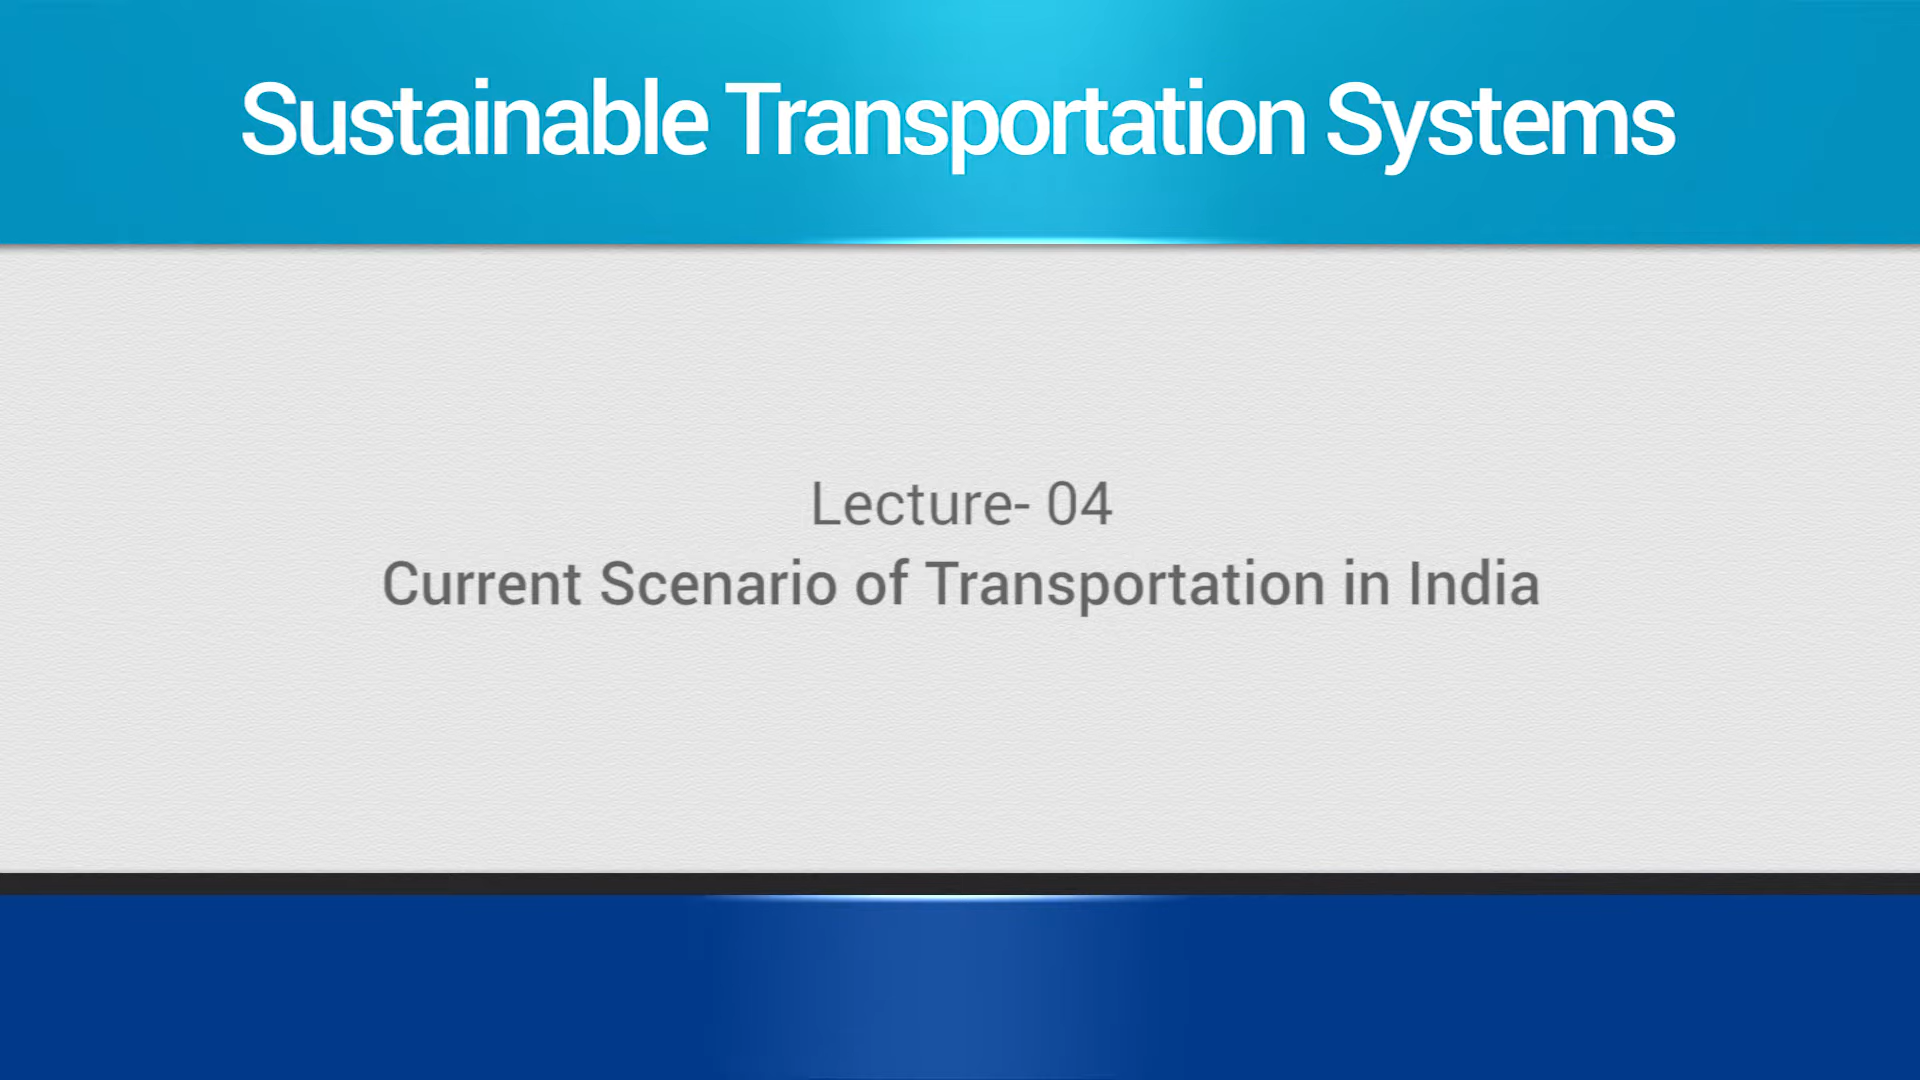 Sustainable Transportation Systems
Lecture- 04
Current Scenario of Transportation in India